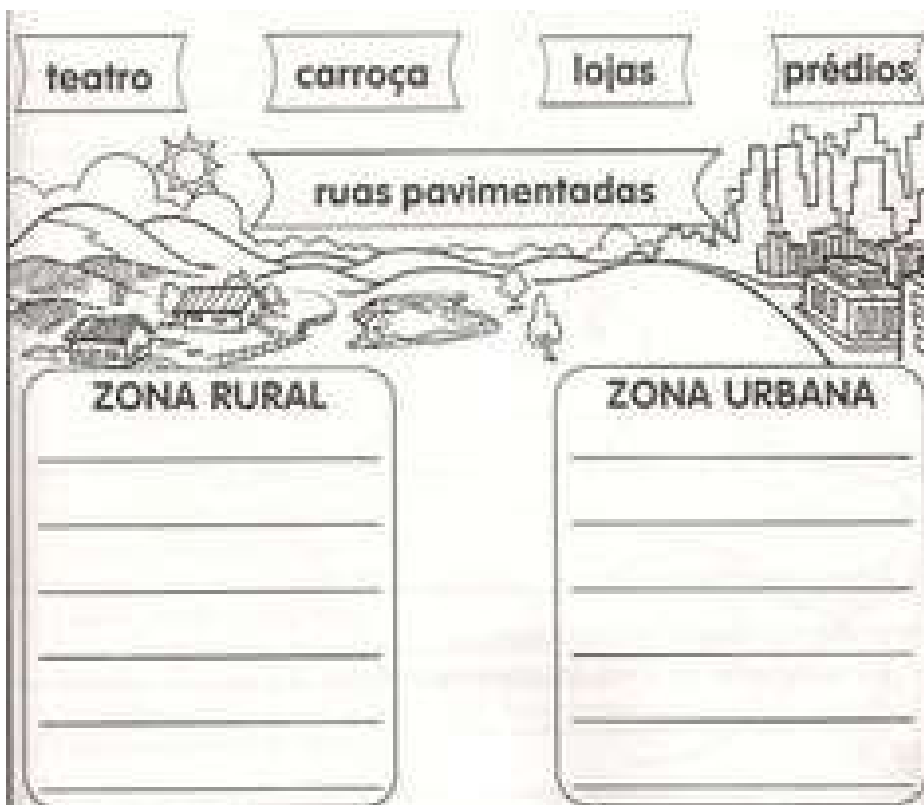 teatro carroça lojas prédios
ruas pavimentadas
ZONA RURAL ZONA URBANA